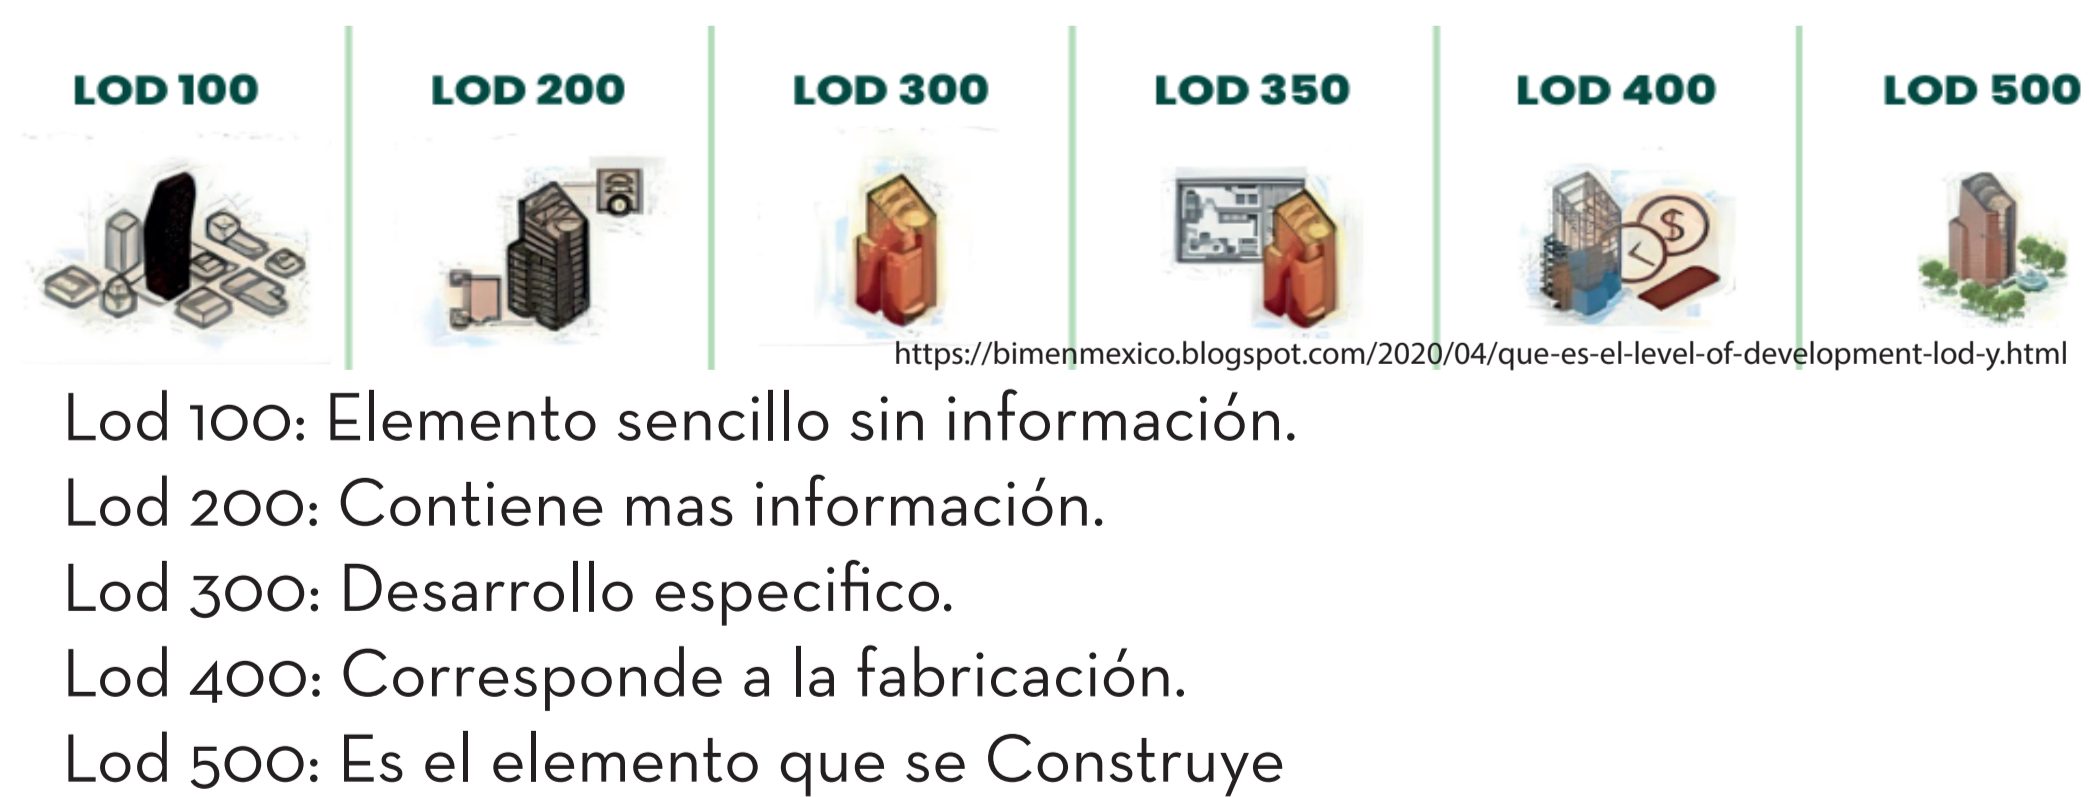 LOD 100 LOD 200 LOD 300 LOD 350 LOD 400 LOD 500
$
https://bimenmexico.blogspot.com/2020/04/que-es-el-level-of-development-lod-y.html
Lod 100: Elemento sencillo sin información.
Lod 200: Contiene mas información.
Lod 300: Desarrollo especifico.
Lod 400: Corresponde a la fabricación.
Lod 500: Es el elemento que se Construye